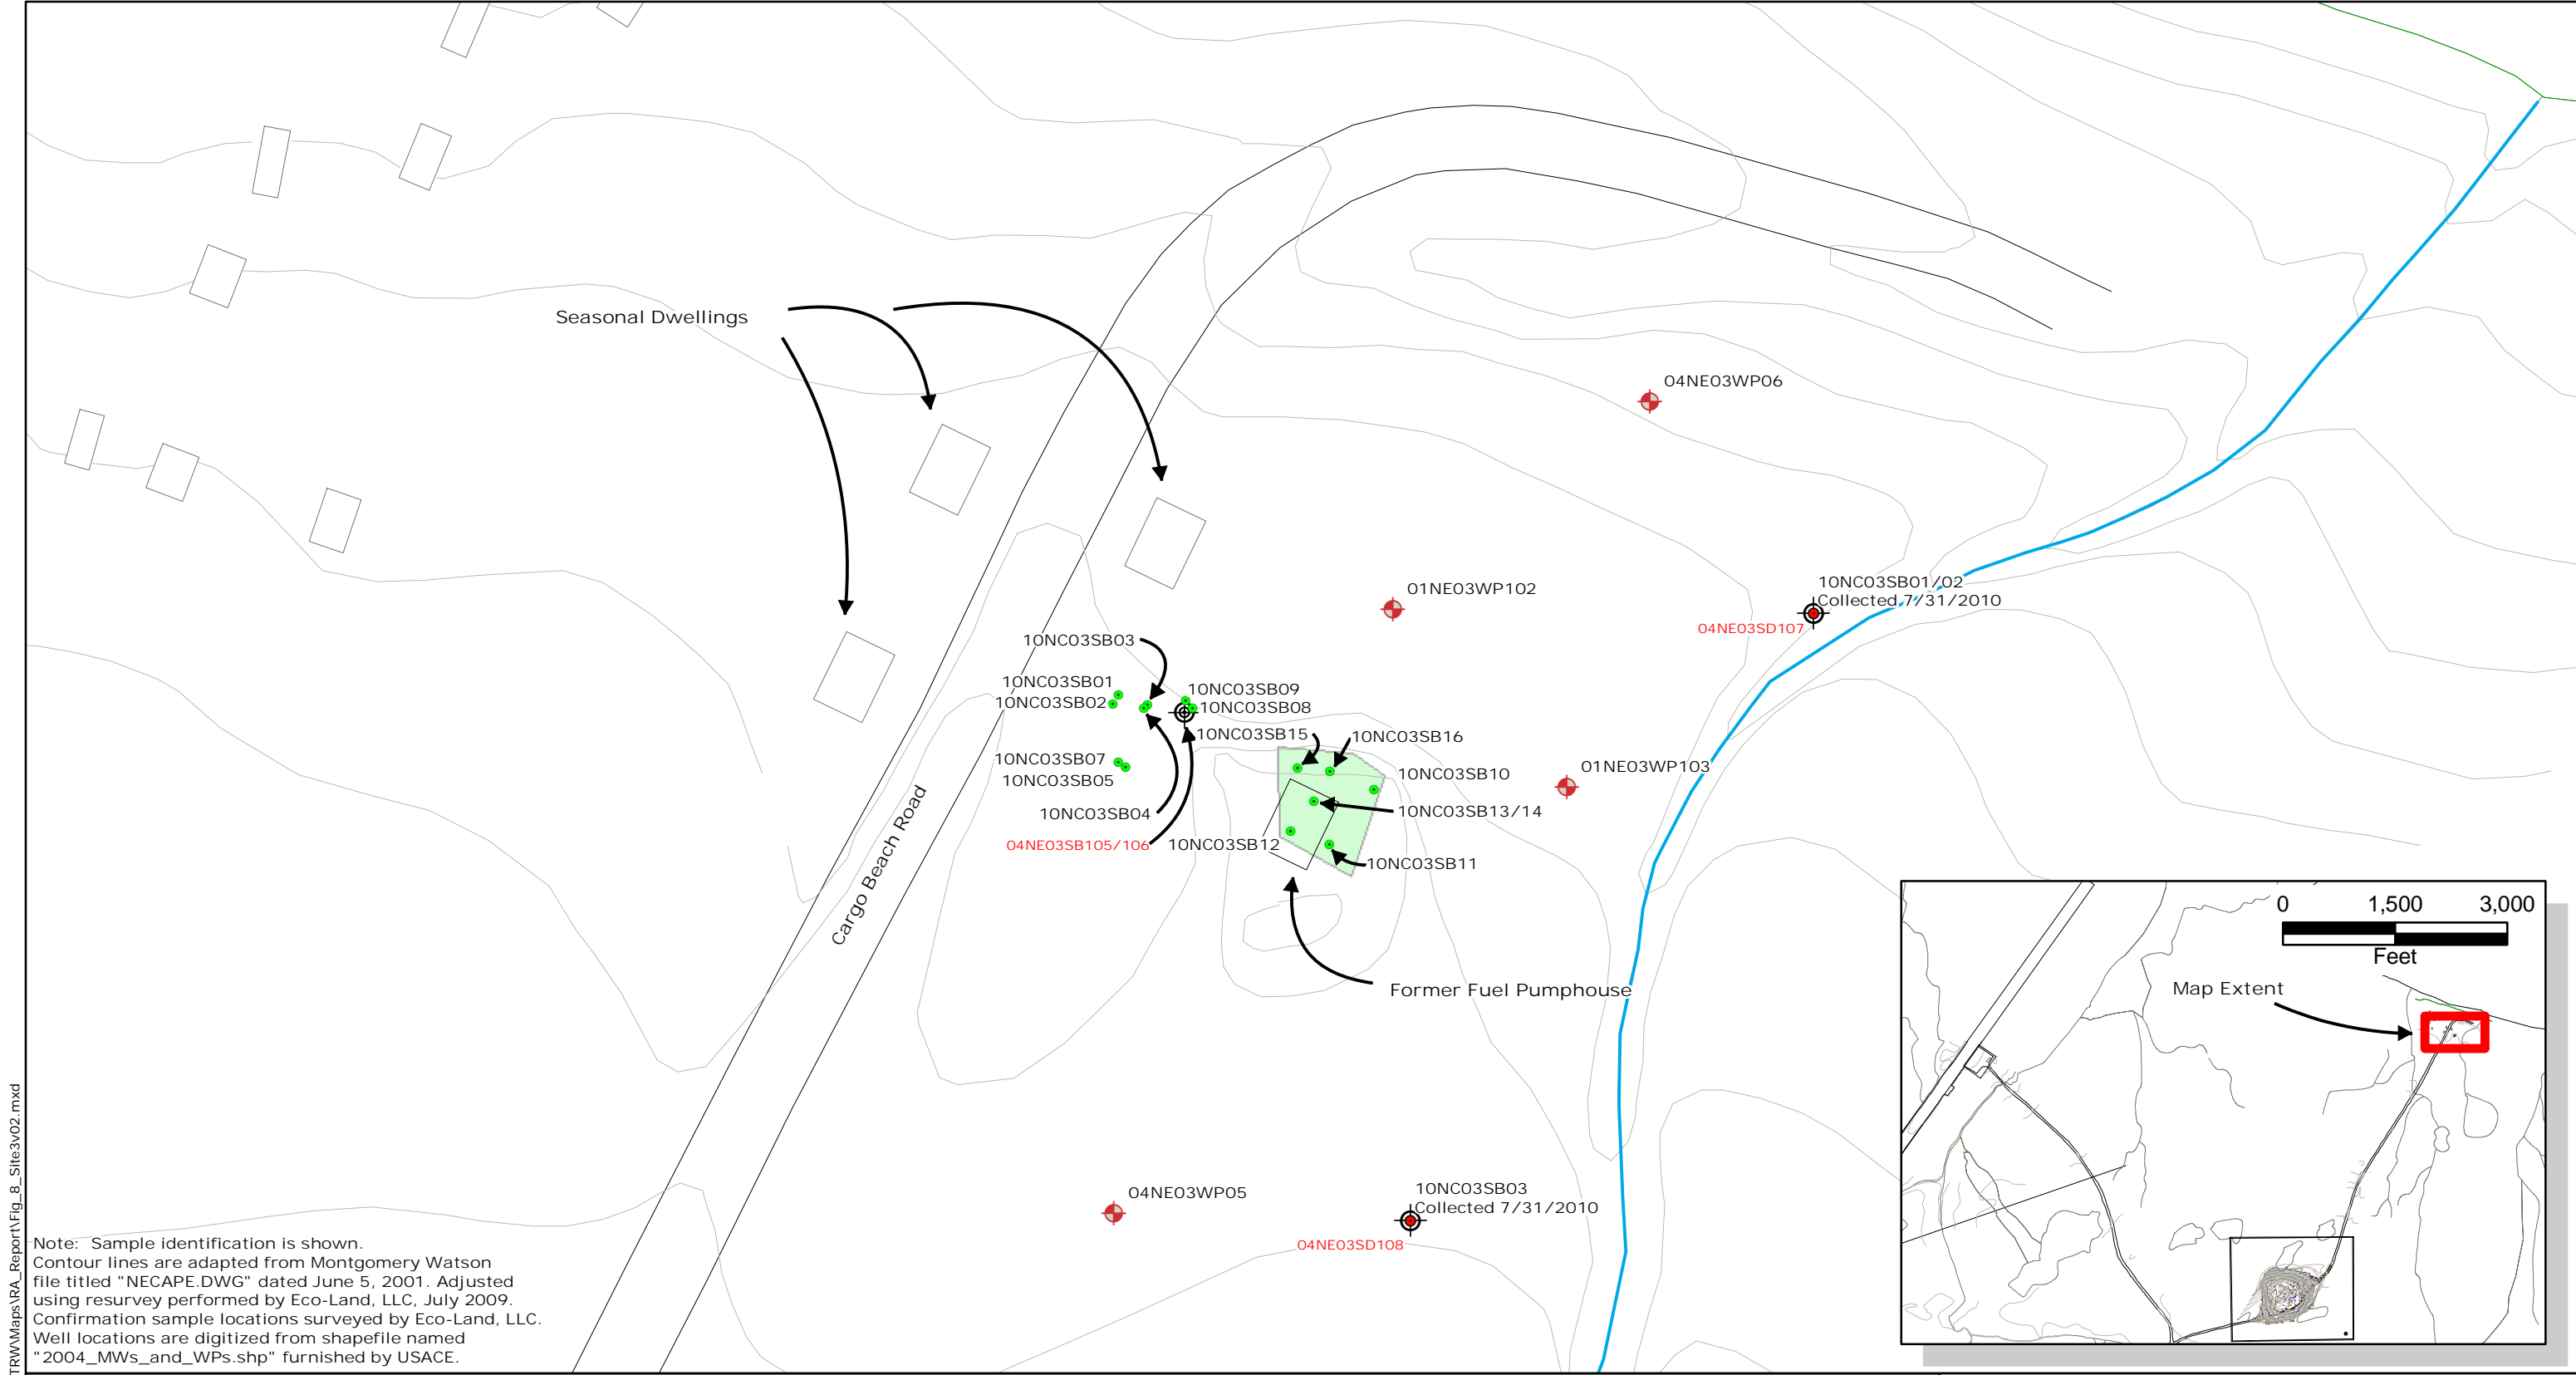 Seasonal Dwellings
04NE03WP06
01NE03WP102
10NC03SB01/02
Collected 7/31/2010
04NE03SD107
10NC03SB03
10NC03SB01
10NC03SB02
10NC03SB09
10NC03SB08
10NC03SB15
10NC03SB16
10NC03SB07
10NC03SB05
10NC03SB10
01NE03WP103
10NC03SB04
10NC03SB13/14
04NE03SB105/106
10NC03SB12
10NC03SB11
Cargo Beach Road
Former Fuel Pumphouse
04NE03WP05
10NC03SB03
Collected 7/31/2010
04NE03SD108
0 1,500 3,000
Feet
Map Extent
Note: Sample identification is shown.
Contour lines are adapted from Montgomery Watson
file titled "NECAPE.DWG" dated June 5, 2001. Adjusted
using resurvey performed by Eco-Land, LLC, July 2009.
Confirmation sample locations surveyed by Eco-Land, LLC.
Well locations are digitized from shapefile named
"2004_MWs_and_WPs.shp" furnished by USACE.
TRW\Maps\RA_Report\Fig_8_Site3v02.mxd